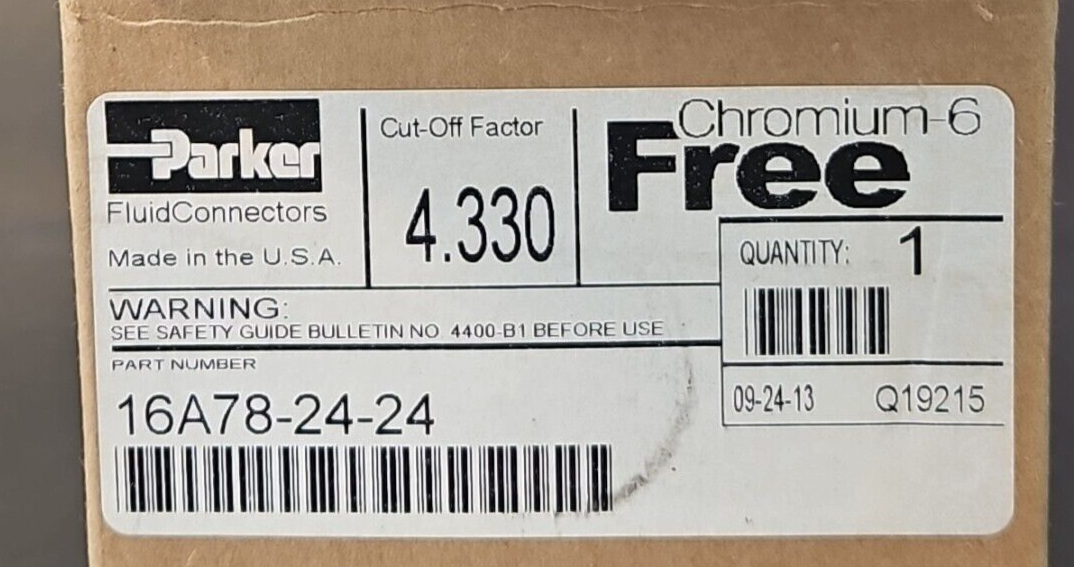 Parker
FluidConnectors
Made in the U.S.A.
Cut-Off Factor
4.330
Chromium-6
Free
QUANTITY: 1
WARNING:
SEE SAFETY GUIDE BULLETIN NO. 4400-B1 BEFORE USE
PART NUMBER
16A78-24-24
09-24-13 Q19215